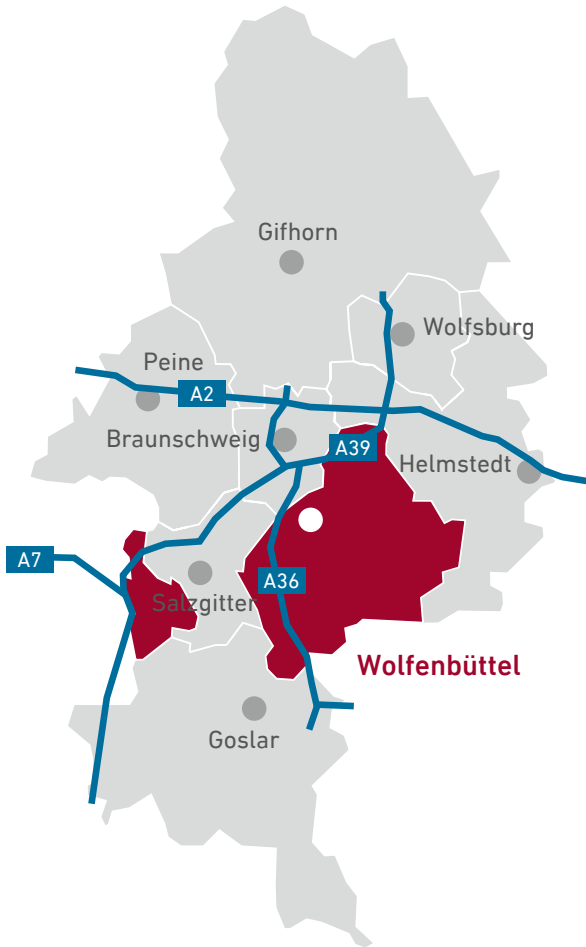 Gifhorn
Wolfsburg
Peine
A2
Braunschweig
A39
Helmstedt
A7
A36
Salzgitter
Wolfenbüttel
Goslar